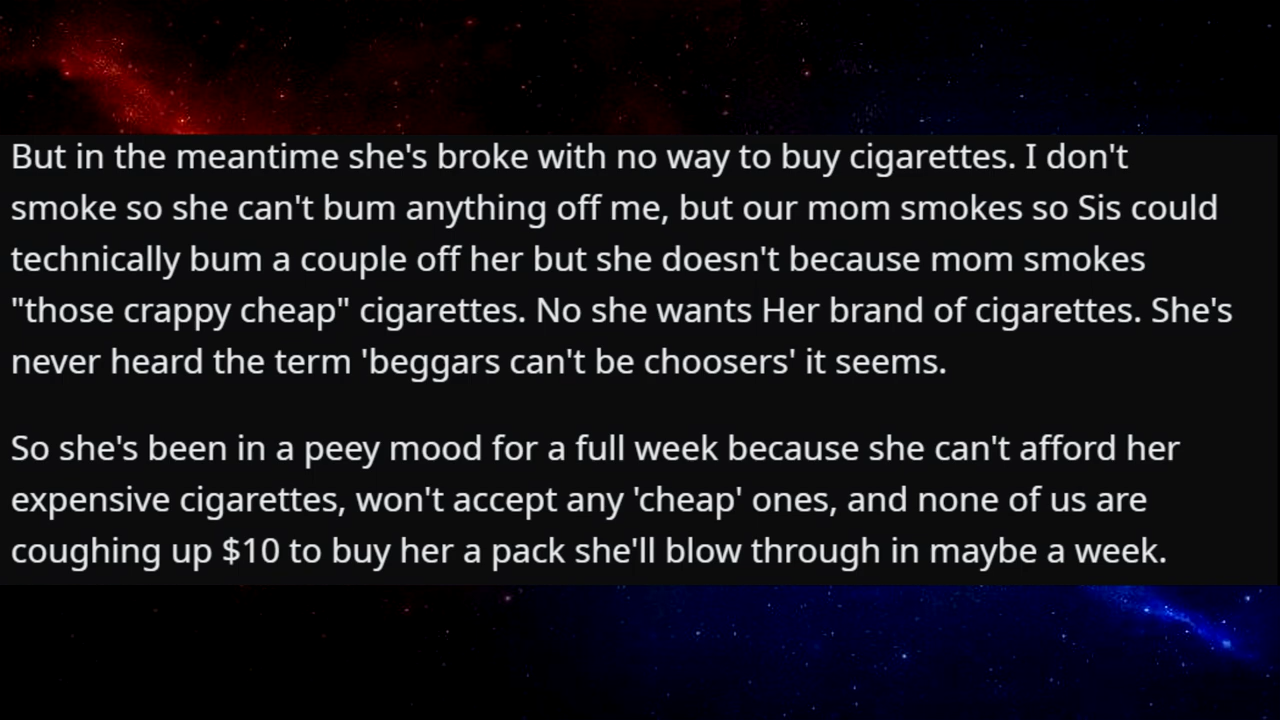 But in the meantime she's broke with no way to buy cigarettes. I don't
smoke so she can't bum anything off me, but our mom smokes so Sis could
technically bum a couple off her but she doesn't because mom smokes
"those crappy cheap" cigarettes. No she wants Her brand of cigarettes. She's
never heard the term 'beggars can't be choosers' it seems.
So she's been in a peey mood for a full week because she can't afford her
expensive cigarettes, won't accept any 'cheap' ones, and none of us are
coughing up $10 to buy her a pack she'll blow through in maybe a week.